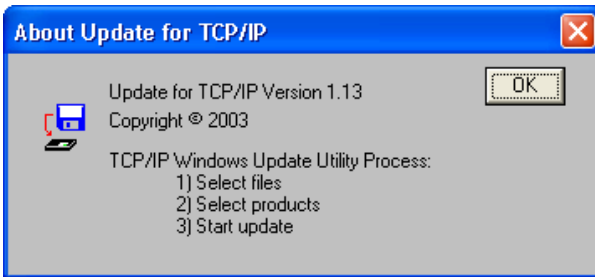 About Update for TCP/IP
OK
Update for TCP/IP Version 1.13
Copyright © 2003
TCP/IP Windows Update Utility Process:
1) Select files
2) Select products
3) Start update